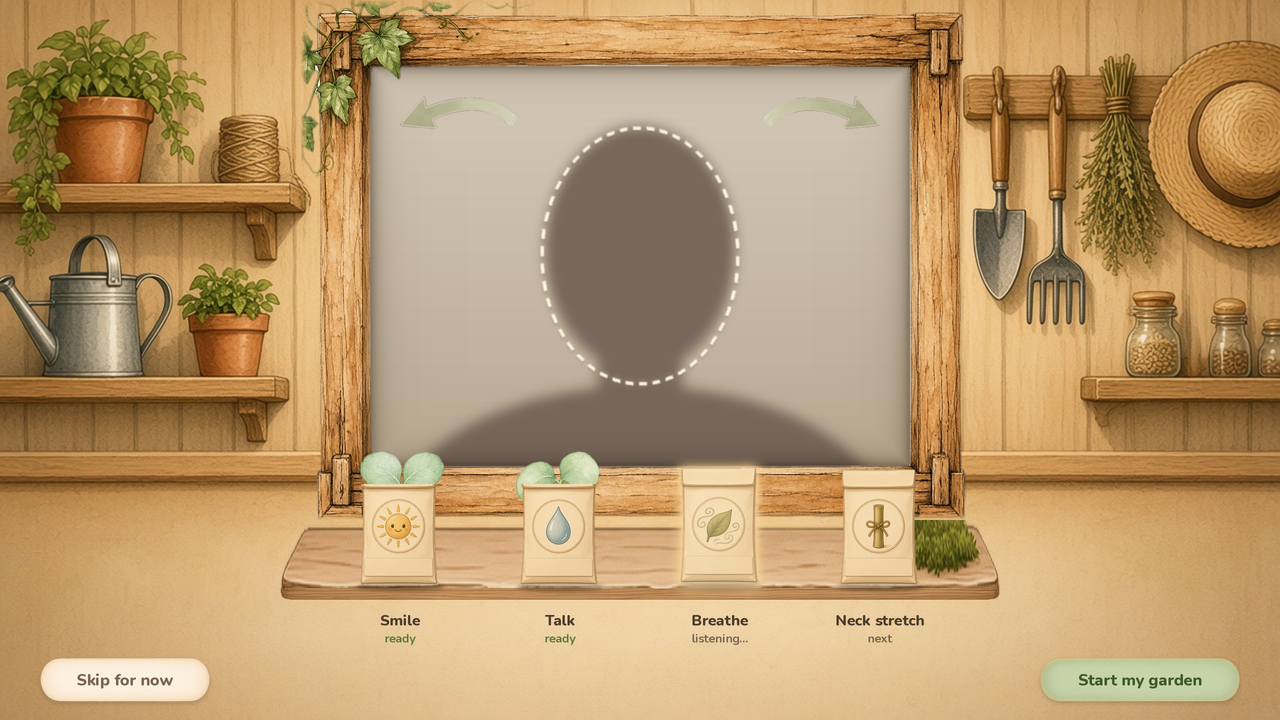 Smile
ready
Talk
ready
Breathe
listening...
Neck stretch
next
Skip for now
Start my garden